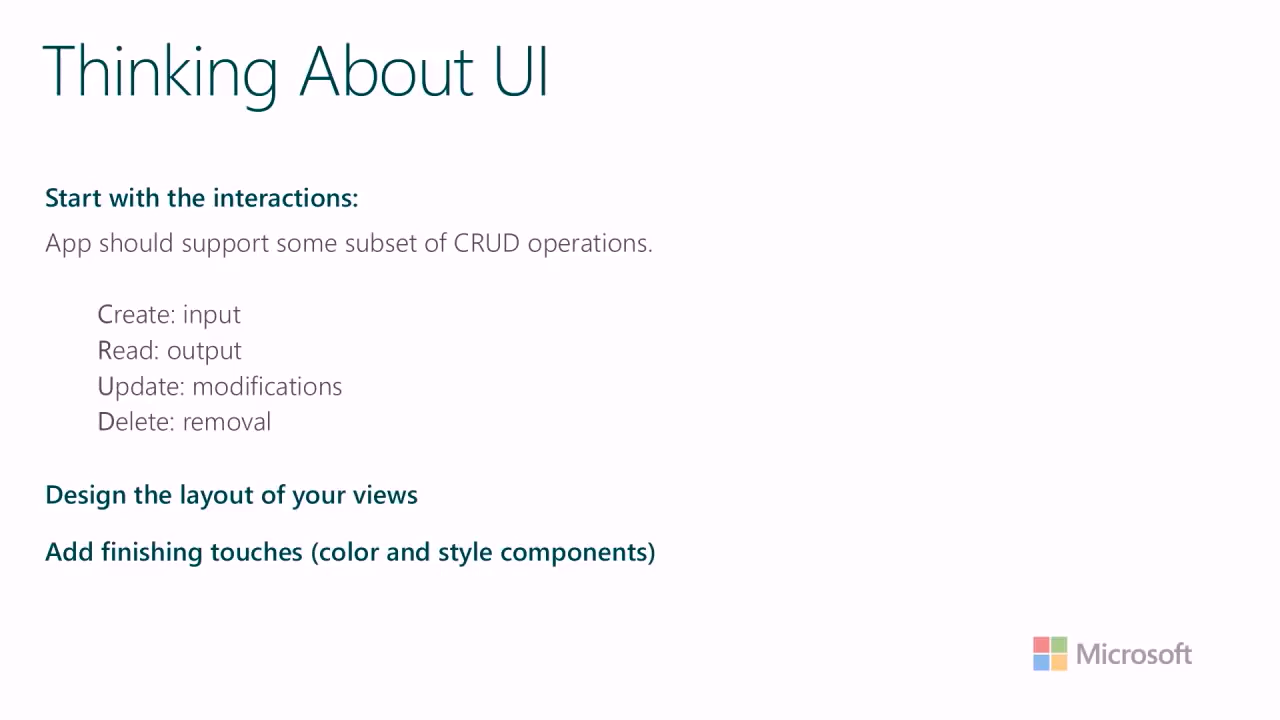 Thinking About UI
Start with the interactions:
App should support some subset of CRUD operations.
Create: input
Read: output
Update: modifications
Delete: removal
Design the layout of your views
Add finishing touches (color and style components)
Microsoft